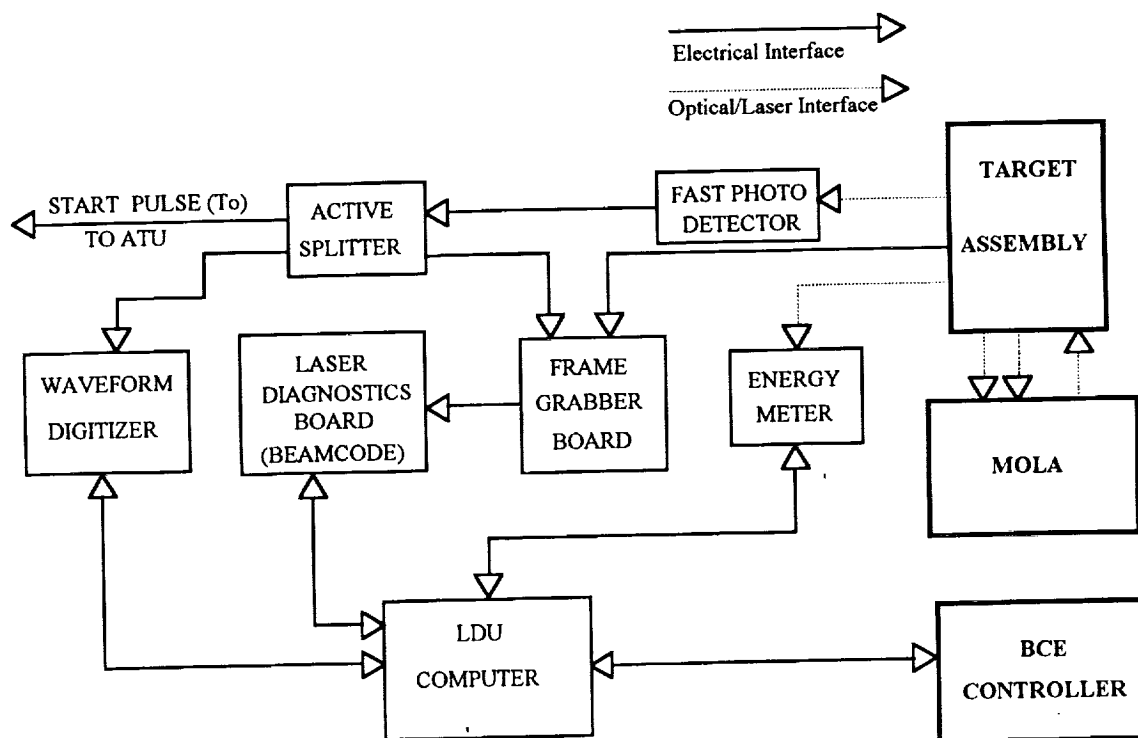 Electrical Interface
Optical/Laser Interface
TARGET
ASSEMBLY
FAST PHOTO
DETECTOR
ACTIVE
SPLITTER
START PULSE (To)
TO ATU
WAVEFORM
DIGITIZER
LASER
DIAGNOSTICS
BOARD
(BEAMCODE)
FRAME
GRABBER
BOARD
ENERGY
METER
MOLA
LDU
COMPUTER
BCE
CONTROLLER